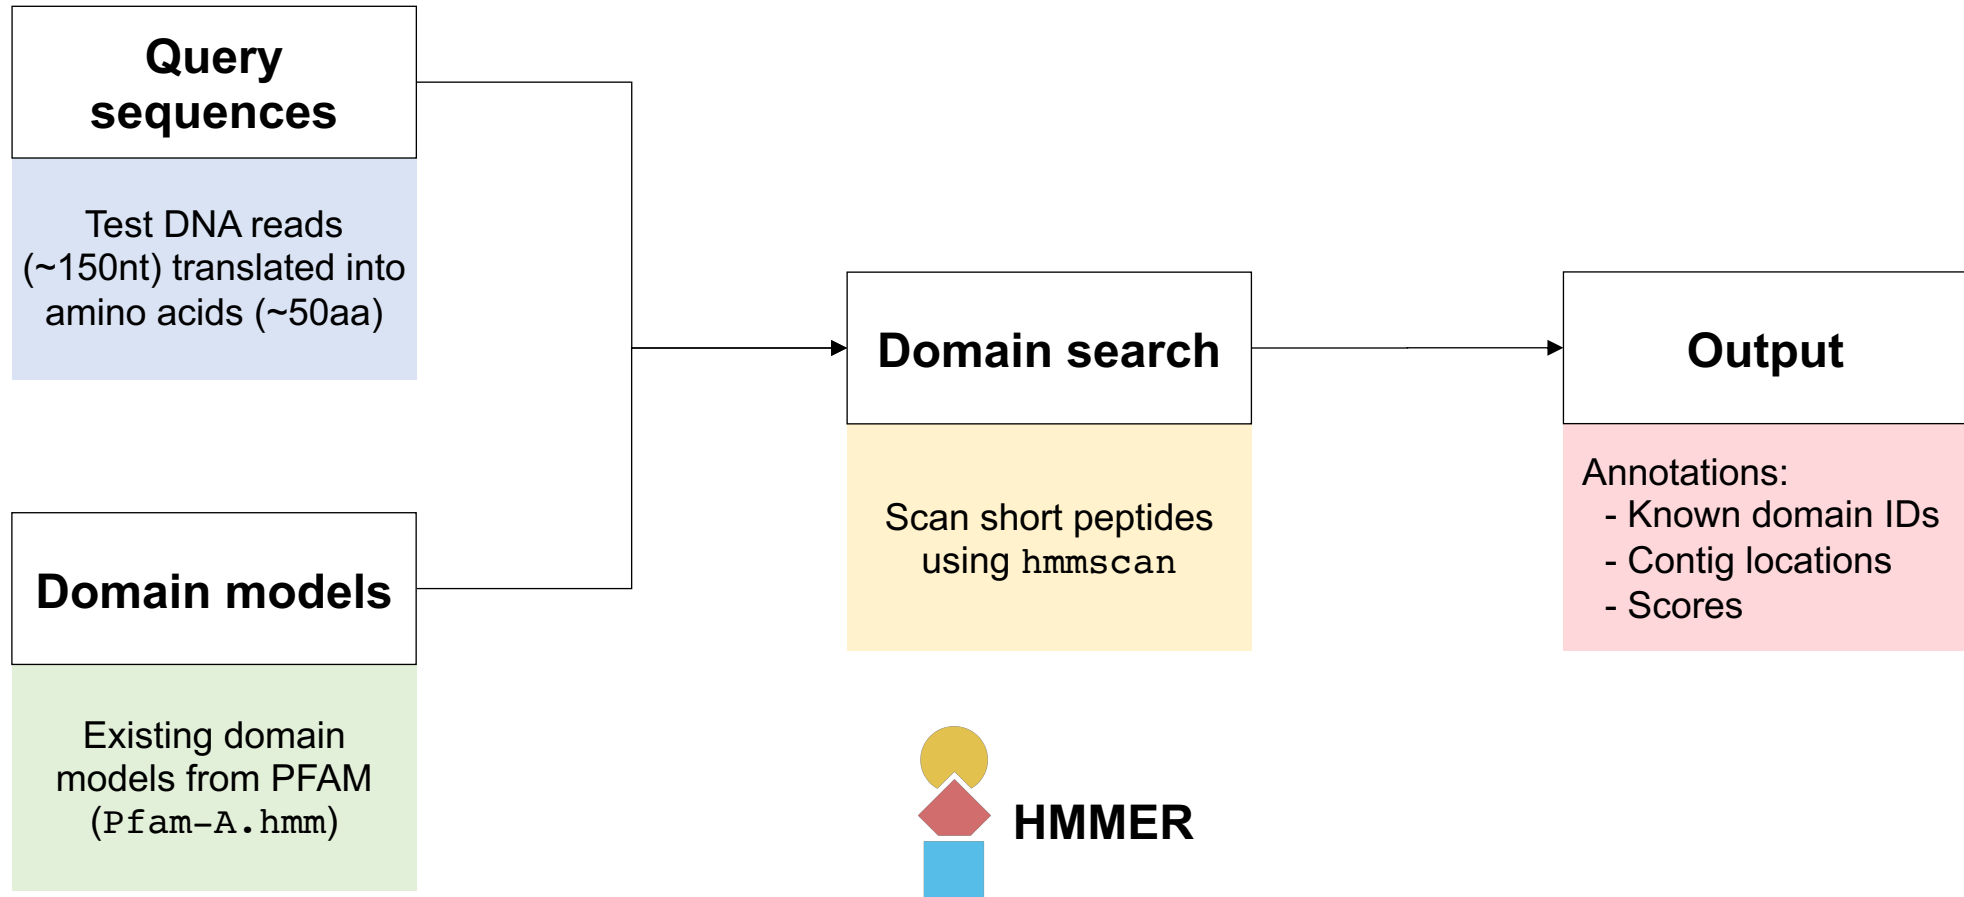 Query
sequences
Test DNA reads
(~150nt) translated into
amino acids (~50aa)
Domain models
Existing domain
models from PFAM
(Pfam-A.hmm)
Domain search
Scan short peptides
using hmmscan
HMMER
Output
Annotations:
- Known domain IDs
- Contig locations
- Scores